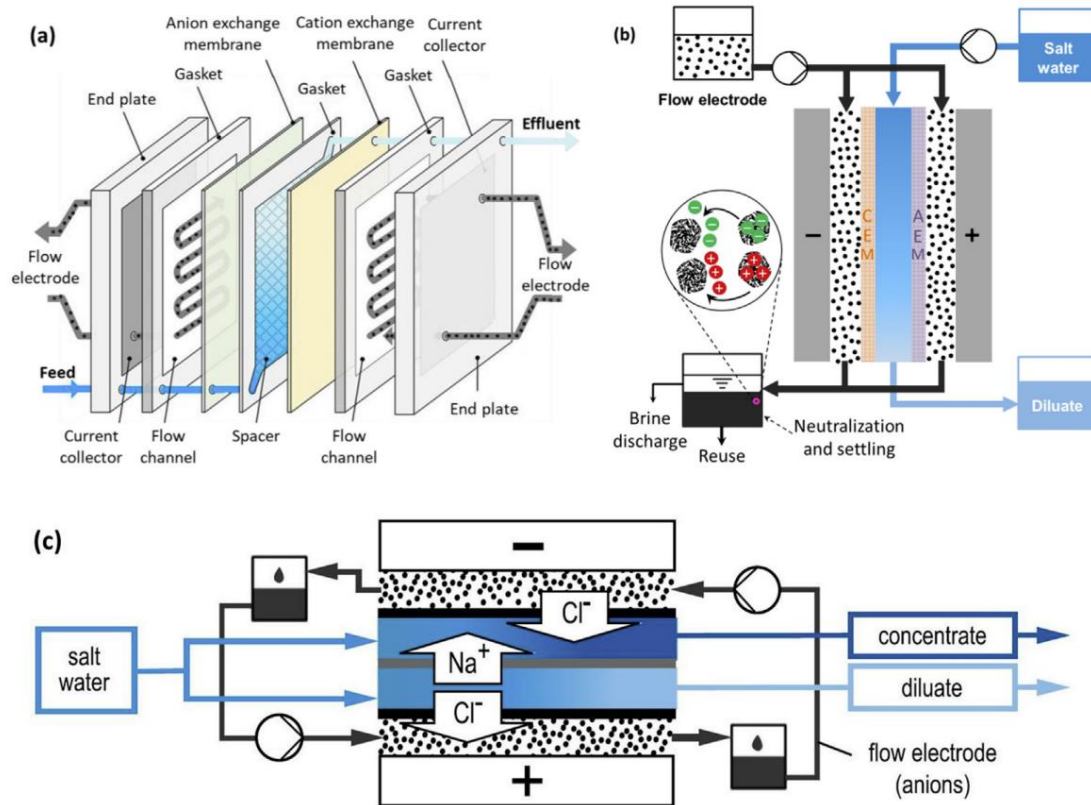 (a)
Anion exchange
membrane
Cation exchange
membrane
Current
collector
Gasket
Gasket
Gasket
End plate
Effluent
Flow
electrode
Flow
electrode
Feed
End plate
Current
collector
Flow
channel
Spacer
Flow
channel
(b)
Flow electrode
Salt
water
−
CEM
AEM
+
Brine
discharge
Reuse
Neutralization
and settling
Diluate
(c)
−
Cl⁻
salt
water
Na⁺
concentrate
diluate
Cl⁻
+
flow electrode
(anions)